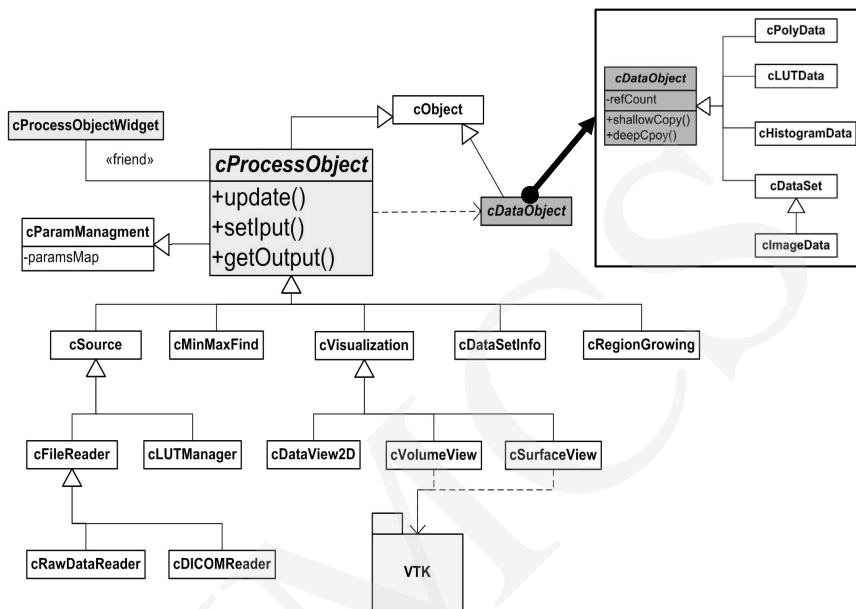 cPolyData
cDataObject
-refCount
+shallowCopy()
+deepCpoy()
cLUTData
cHistogramData
cDataSet
cImageData
cObject
cProcessObjectWidget
«friend»
cProcessObject
+update()
+setIput()
+getOutput()
cDataObject
cParamManagment
-paramsMap
cSource
cMinMaxFind
cVisualization
cDataSetInfo
cRegionGrowing
cFileReader
cLUTManager
cDataView2D
cVolumeView
cSurfaceView
cRawDataReader
cDICOMReader
VTK